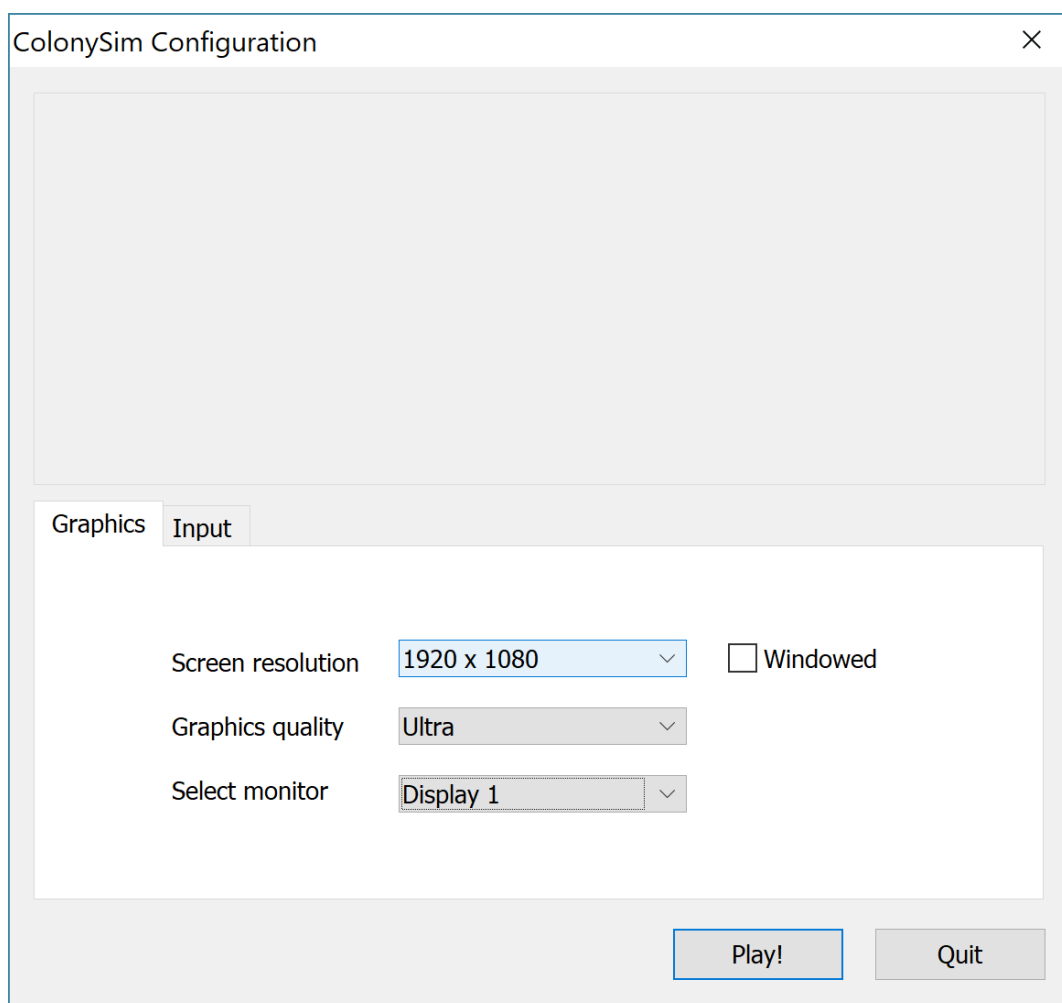 ColonySim Configuration
Graphics
Input
Screen resolution
1920 x 1080
Windowed
Graphics quality
Ultra
Select monitor
Display 1
Play!
Quit